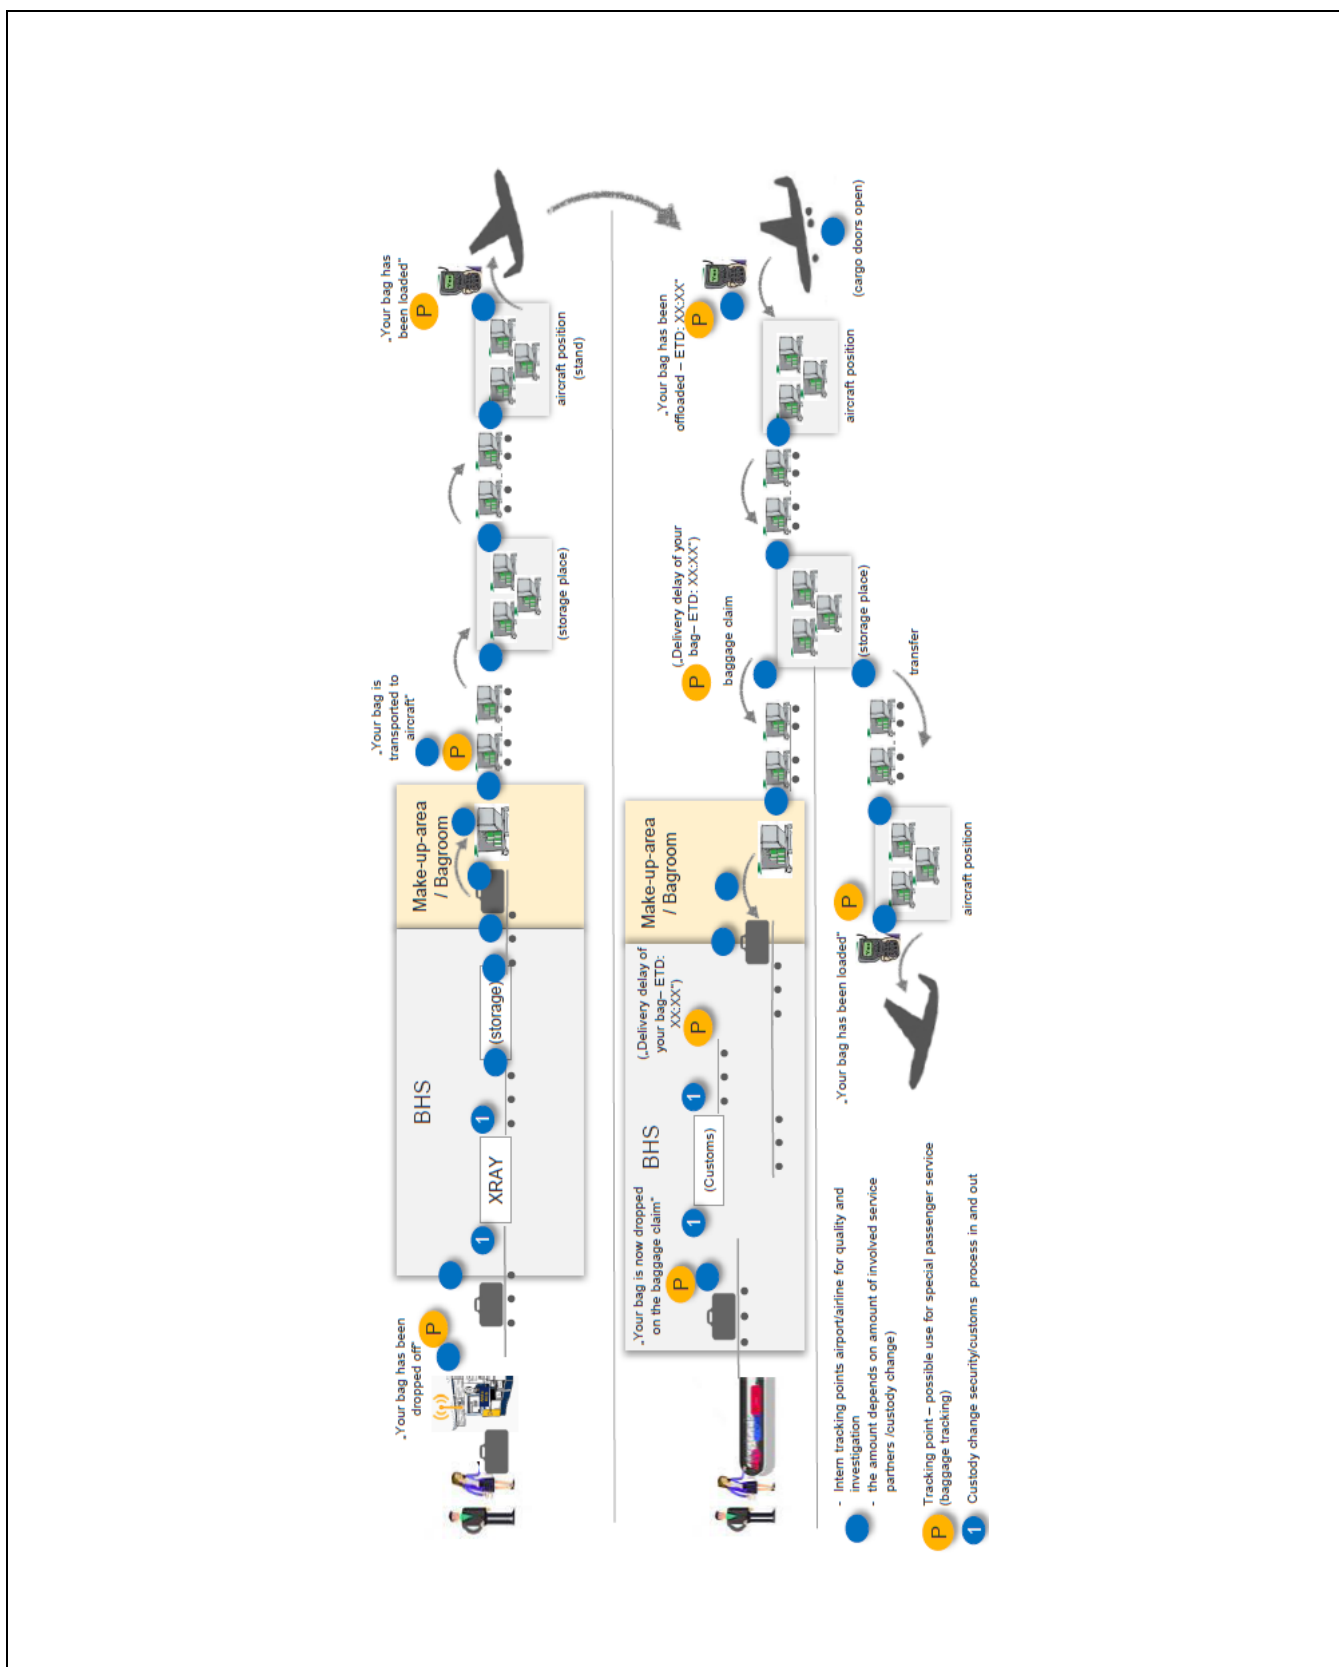 „Your bag has been
dropped off"
BHS
XRAY
(storage)
Make-up-area
/ Bagroom
„Your bag is
transported to
aircraft"
(storage place)
„Your bag has
been loaded"
aircraft position
(stand)
P
P
P
1
1
„Your bag is now dropped
on the baggage claim"
BHS
(Customs)
(„Delivery delay of
your bag– ETD:
XX:XX")
Make-up-area
/ Bagroom
(„Delivery delay of your
bag– ETD: XX:XX")
baggage claim
(storage place)
„Your bag has been
offloaded – ETD: XX:XX"
aircraft position
(cargo doors open)
P
P
P
P
1
1
transfer
„Your bag has been loaded"
P
aircraft position
- Intern tracking points airport/airline for quality and
investigation
- the amount depends on amount of involved service
partners /custody change)
P
Tracking point – possible use for special passenger service
(baggage tracking)
1
Custody change security/customs process in and out